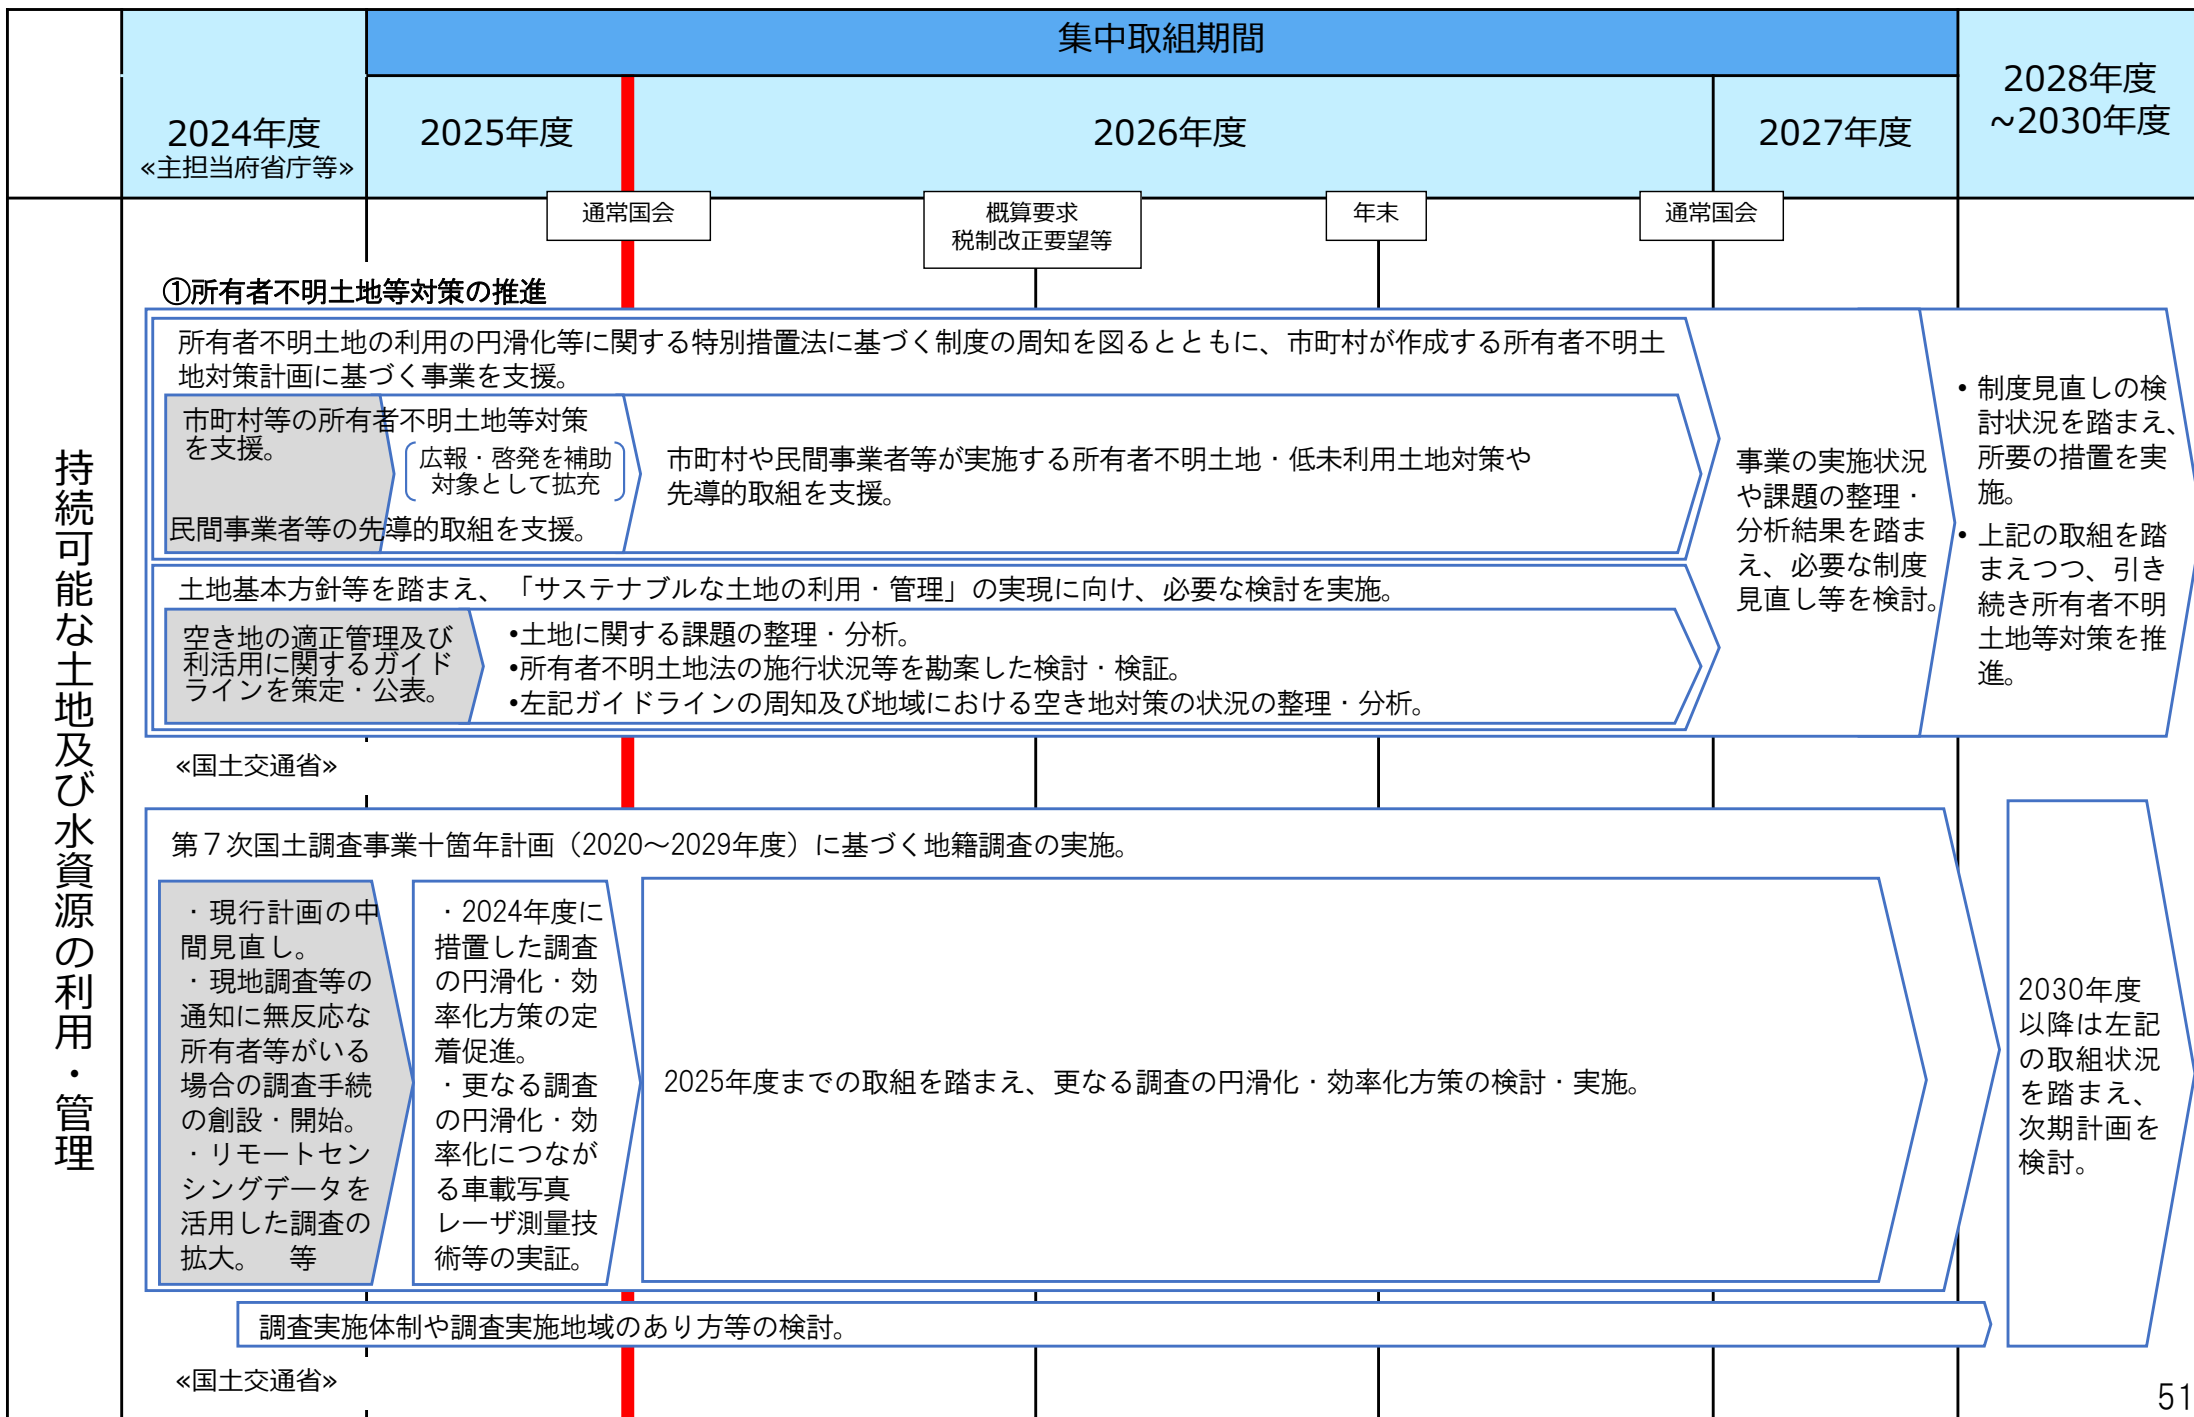 集中取組期間
2024年度
«主担当府省庁等»
2025年度
2026年度
2027年度
2028年度
~2030年度
通常国会
概算要求
税制改正要望等
年末
通常国会
持続可能な土地及び水資源の利用・管理
①所有者不明土地等対策の推進
所有者不明土地の利用の円滑化等に関する特別措置法に基づく制度の周知を図るとともに、市町村が作成する所有者不明土
地対策計画に基づく事業を支援。
市町村等の所有者不明土地等対策
を支援。
広報・啓発を補助
対象として拡充
民間事業者等の先導的取組を支援。
市町村や民間事業者等が実施する所有者不明土地・低未利用土地対策や
先導的取組を支援。
土地基本方針等を踏まえ、「サステナブルな土地の利用・管理」の実現に向け、必要な検討を実施。
空き地の適正管理及び
利活用に関するガイド
ラインを策定・公表。
•土地に関する課題の整理・分析。
•所有者不明土地法の施行状況等を勘案した検討・検証。
•左記ガイドラインの周知及び地域における空き地対策の状況の整理・分析。
事業の実施状況
や課題の整理・
分析結果を踏ま
え、必要な制度
見直し等を検討。
• 制度見直しの検
討状況を踏まえ、
所要の措置を実
施。
• 上記の取組を踏
まえつつ、引き
続き所有者不明
土地等対策を推
進。
«国土交通省»
第７次国土調査事業十箇年計画（2020～2029年度）に基づく地籍調査の実施。
・現行計画の中
間見直し。
・現地調査等の
通知に無反応な
所有者等がいる
場合の調査手続
の創設・開始。
・リモートセン
シングデータを
活用した調査の
拡大。　等
・2024年度に
措置した調査
の円滑化・効
率化方策の定
着促進。
・更なる調査
の円滑化・効
率化につなが
る車載写真
レーザ測量技
術等の実証。
2025年度までの取組を踏まえ、更なる調査の円滑化・効率化方策の検討・実施。
2030年度
以降は左記
の取組状況
を踏まえ、
次期計画を
検討。
調査実施体制や調査実施地域のあり方等の検討。
«国土交通省»
51